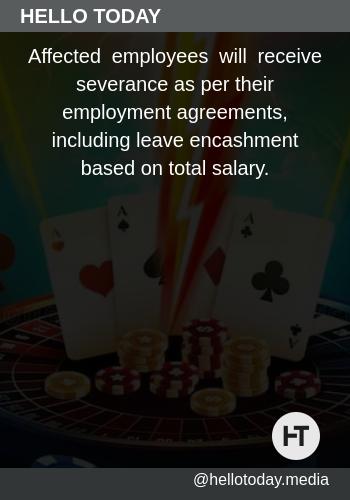 HELLO TODAY
Affected employees will receive
severance as per their
employment agreements,
including leave encashment
based on total salary.
A
A
A
A
HT
@hellotoday.media